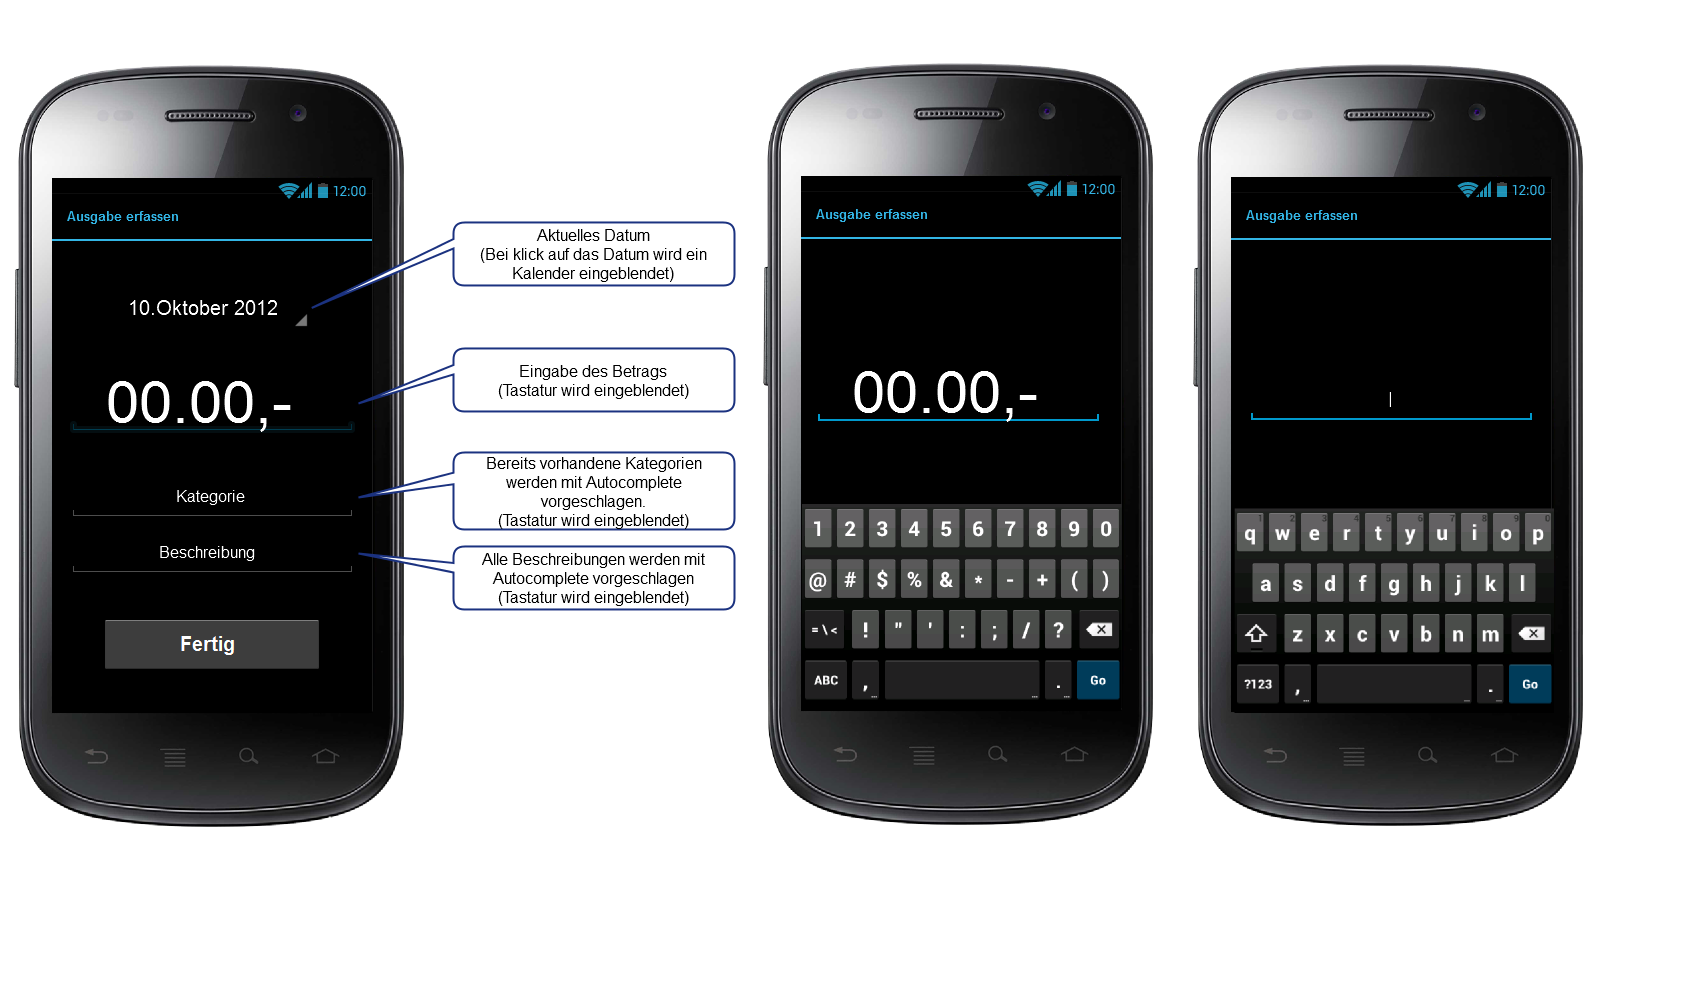 12:00
Ausgabe erfassen
10.Oktober 2012
00.00,-
Kategorie
Beschreibung
Fertig
Aktuelles Datum
(Bei klick auf das Datum wird ein
Kalender eingeblendet)
Eingabe des Betrags
(Tastatur wird eingeblendet)
Bereits vorhandene Kategorien
werden mit Autocomplete
vorgeschlagen.
(Tastatur wird eingeblendet)
Alle Beschreibungen werden mit
Autocomplete vorgeschlagen
(Tastatur wird eingeblendet)
12:00
Ausgabe erfassen
00.00,-
1 2 3 4 5 6 7 8 9 0
@ # $ % & * - + ( )
= \ < ! " ' : ; / ?
ABC , . Go
12:00
Ausgabe erfassen
q w e r t y u i o p
a s d f g h j k l
z x c v b n m
?123 , . Go